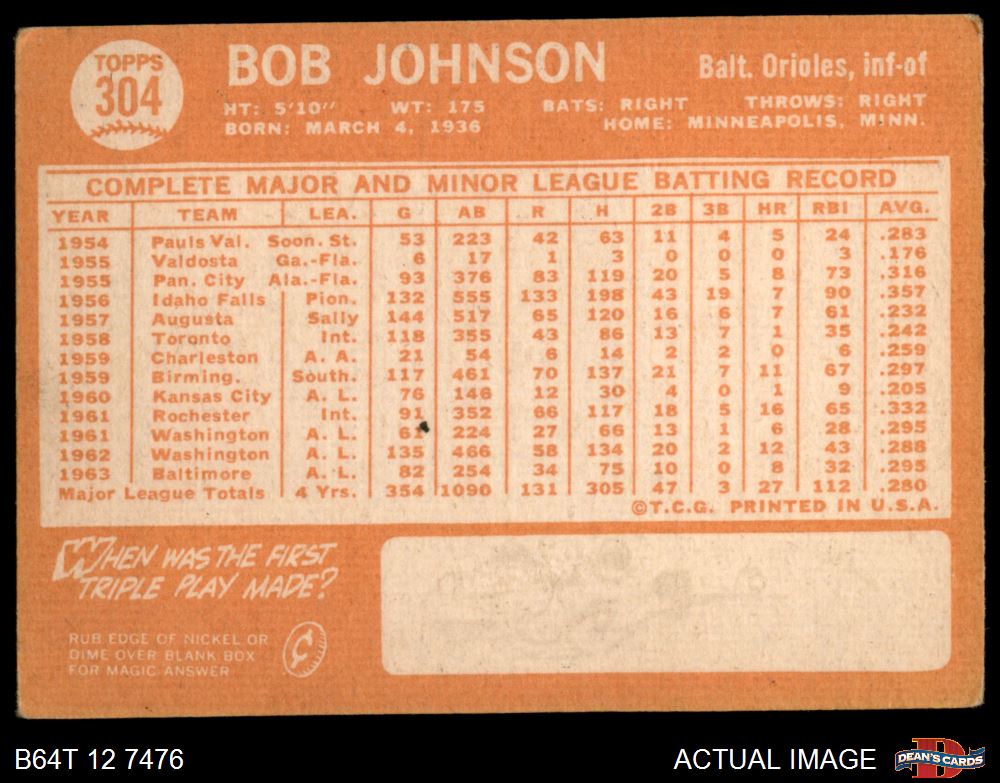 TOPPS
304
BOB JOHNSON
Balt. Orioles, inf-of
HT: 5'10" WT: 175 BATS: RIGHT THROWS: RIGHT
BORN: MARCH 4, 1936 HOME: MINNEAPOLIS, MINN.
COMPLETE MAJOR AND MINOR LEAGUE BATTING RECORD
YEAR TEAM LEA. G AB R H 2B 3B HR RBI AVG.
1954 Pauls Val. Soon. St. 53 223 42 63 11 4 5 24 .283
1955 Valdosta Ga.-Fla. 6 17 1 3 0 0 0 3 .176
1955 Pan. City Ala.-Fla. 93 376 83 119 20 5 8 73 .316
1956 Idaho Falls Pion. 132 555 133 198 43 19 7 90 .357
1957 Augusta Sally 144 517 65 120 16 6 7 61 .232
1958 Toronto Int. 118 355 43 86 13 7 1 35 .242
1959 Charleston A. A. 21 54 6 14 2 2 0 6 .259
1959 Birming. South. 117 461 70 137 21 7 11 67 .297
1960 Kansas City A. L. 76 146 12 30 4 0 1 9 .205
1961 Rochester Int. 91 352 66 117 18 5 16 65 .332
1961 Washington A. L. 61 224 27 66 13 1 6 28 .295
1962 Washington A. L. 135 466 58 134 20 2 12 43 .288
1963 Baltimore A. L. 82 254 34 75 10 0 8 32 .295
Major League Totals 4 Yrs. 354 1090 131 305 47 3 27 112 .280
©T.C.G. PRINTED IN U.S.A.
WHEN WAS THE FIRST
TRIPLE PLAY MADE?
RUB EDGE OF NICKEL OR
DIME OVER BLANK BOX
FOR MAGIC ANSWER
B64T 12 7476
ACTUAL IMAGE
DEAN'S CARDS